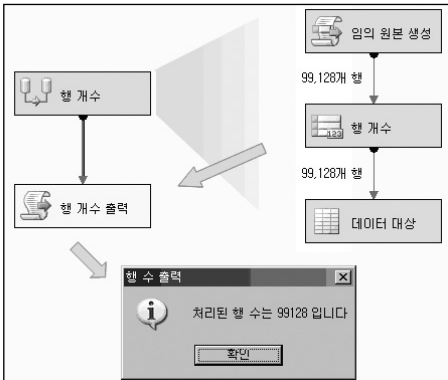 임의 원본 생성
99,128개 행
행 개수
행 개수
123
99,128개 행
행 개수 출력
데이터 대상
행 수 출력
처리된 행 수는 99128 입니다
확인